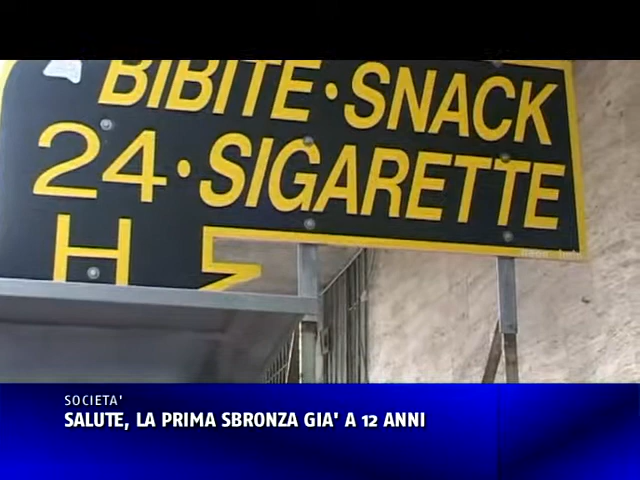 BIBITE·SNACK
24·SIGARETTE
H
SOCIETA'
SALUTE, LA PRIMA SBRONZA GIA' A 12 ANNI